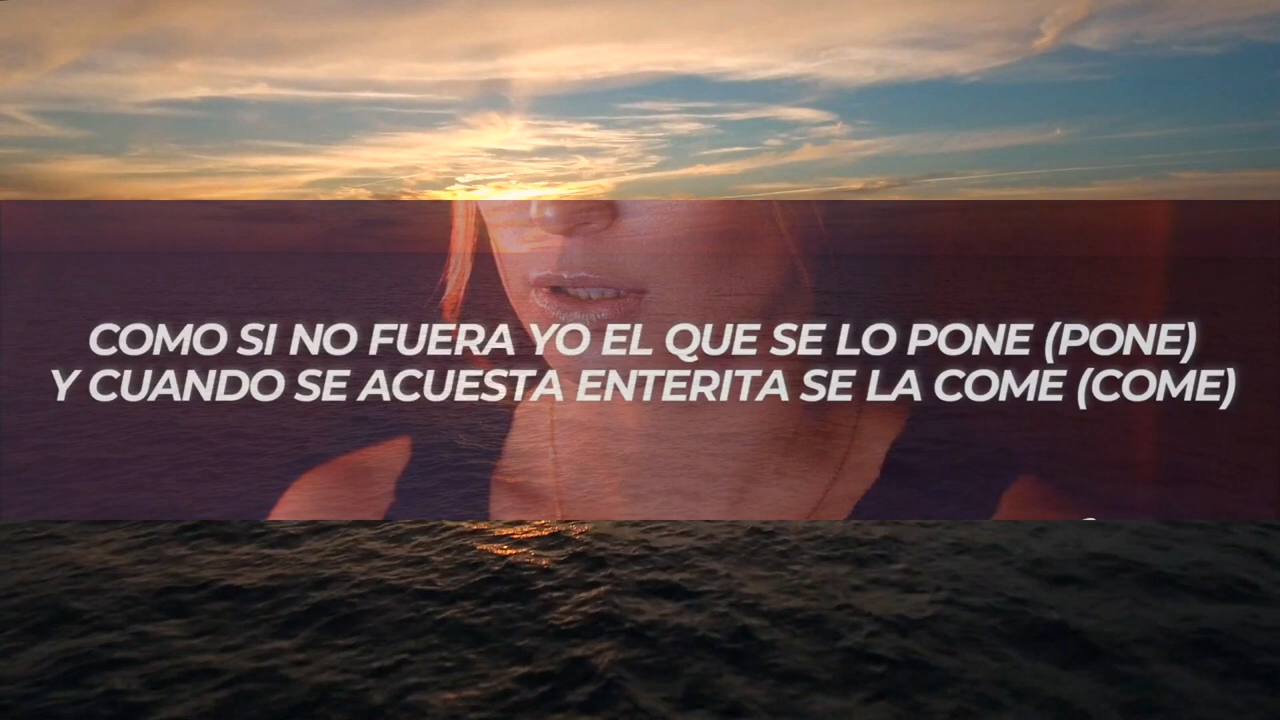 COMO SI NO FUERA YO EL QUE SE LO PONE (PONE)
Y CUANDO SE ACUESTA ENTERITA SE LA COME (COME)